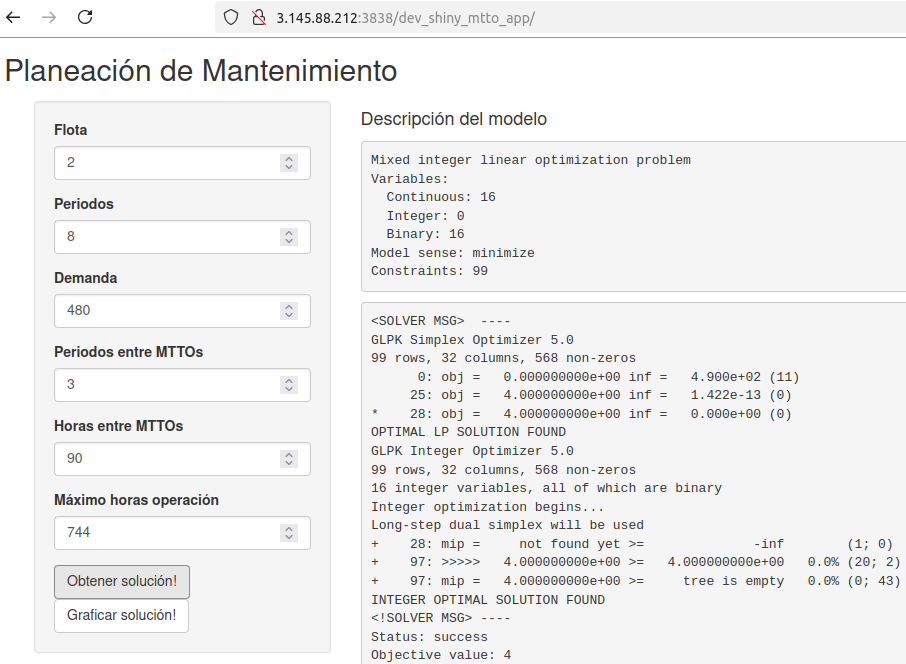 3.145.88.212:3838/dev_shiny_mtto_app/
Planeación de Mantenimiento
Flota
2
Periodos
8
Demanda
480
Periodos entre MTTOs
3
Horas entre MTTOs
90
Máximo horas operación
744
Obtener solución!
Graficar solución!
Descripción del modelo
Mixed integer linear optimization problem
Variables:
  Continuous: 16
  Integer: 0
  Binary: 16
Model sense: minimize
Constraints: 99
<SOLVER MSG>  ----
GLPK Simplex Optimizer 5.0
99 rows, 32 columns, 568 non-zeros
      0: obj =   0.000000000e+00 inf =   4.900e+02 (11)
     25: obj =   4.000000000e+00 inf =   1.422e-13 (0)
*    28: obj =   4.000000000e+00 inf =   0.000e+00 (0)
OPTIMAL LP SOLUTION FOUND
GLPK Integer Optimizer 5.0
99 rows, 32 columns, 568 non-zeros
16 integer variables, all of which are binary
Integer optimization begins...
Long-step dual simplex will be used
+    28: mip =     not found yet >=              -inf        (1; 0)
+    97: >>>>>   4.000000000e+00 >=   4.000000000e+00   0.0% (20; 2)
+    97: mip =   4.000000000e+00 >=     tree is empty   0.0% (0; 43)
INTEGER OPTIMAL SOLUTION FOUND
<!SOLVER MSG> ----
Status: success
Objective value: 4